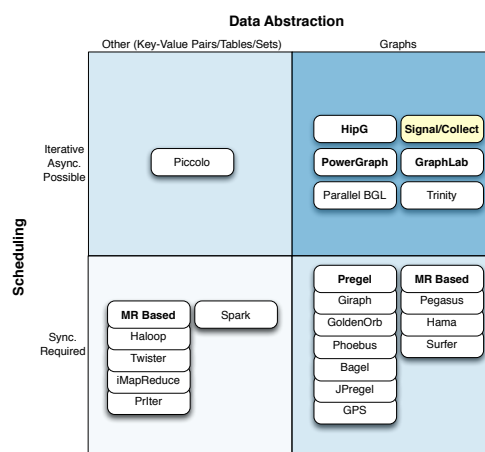 Data Abstraction
Other (Key-Value Pairs/Tables/Sets)
Graphs
Scheduling
Iterative
Async.
Possible
Piccolo
HipG
Signal/Collect
PowerGraph
GraphLab
Parallel BGL
Trinity
Sync.
Required
MR Based
Haloop
Twister
iMapReduce
PrIter
Spark
Pregel
Giraph
GoldenOrb
Phoebus
Bagel
JPregel
GPS
MR Based
Pegasus
Hama
Surfer